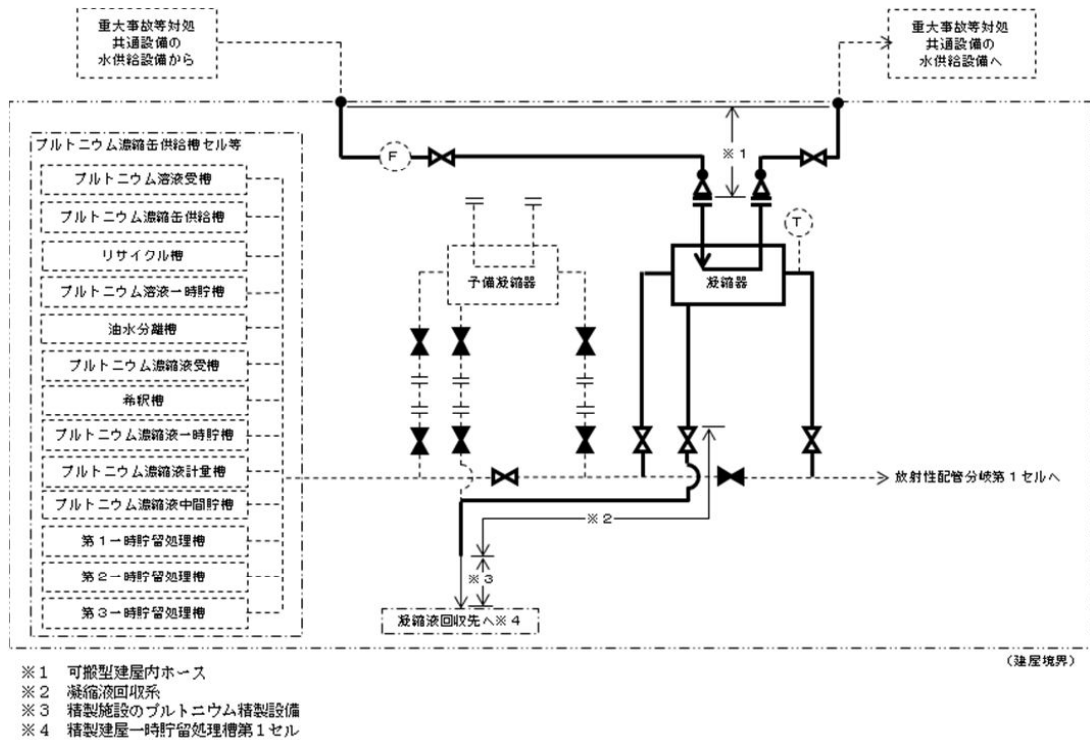 重大事故等対処
共通設備の
水供給設備から
重大事故等対処
共通設備の
水供給設備へ
プルトニウム濃縮缶供給槽セル等
プルトニウム溶液受槽
プルトニウム濃縮缶供給槽
リサイクル槽
プルトニウム溶液一時貯槽
油水分離槽
プルトニウム濃縮液受槽
希釈槽
プルトニウム濃縮液一時貯槽
プルトニウム濃縮液計量槽
プルトニウム濃縮液中間貯槽
第1一時貯留処理槽
第2一時貯留処理槽
第3一時貯留処理槽
F
※1
T
予備凝縮器
凝縮器
放射性配管分岐第1セルへ
※2
※3
凝縮液回収先へ※4
(建屋境界)
※1 可搬型建屋内ホース
※2 凝縮液回収系
※3 精製施設のプルトニウム精製設備
※4 精製建屋一時貯留処理槽第1セル